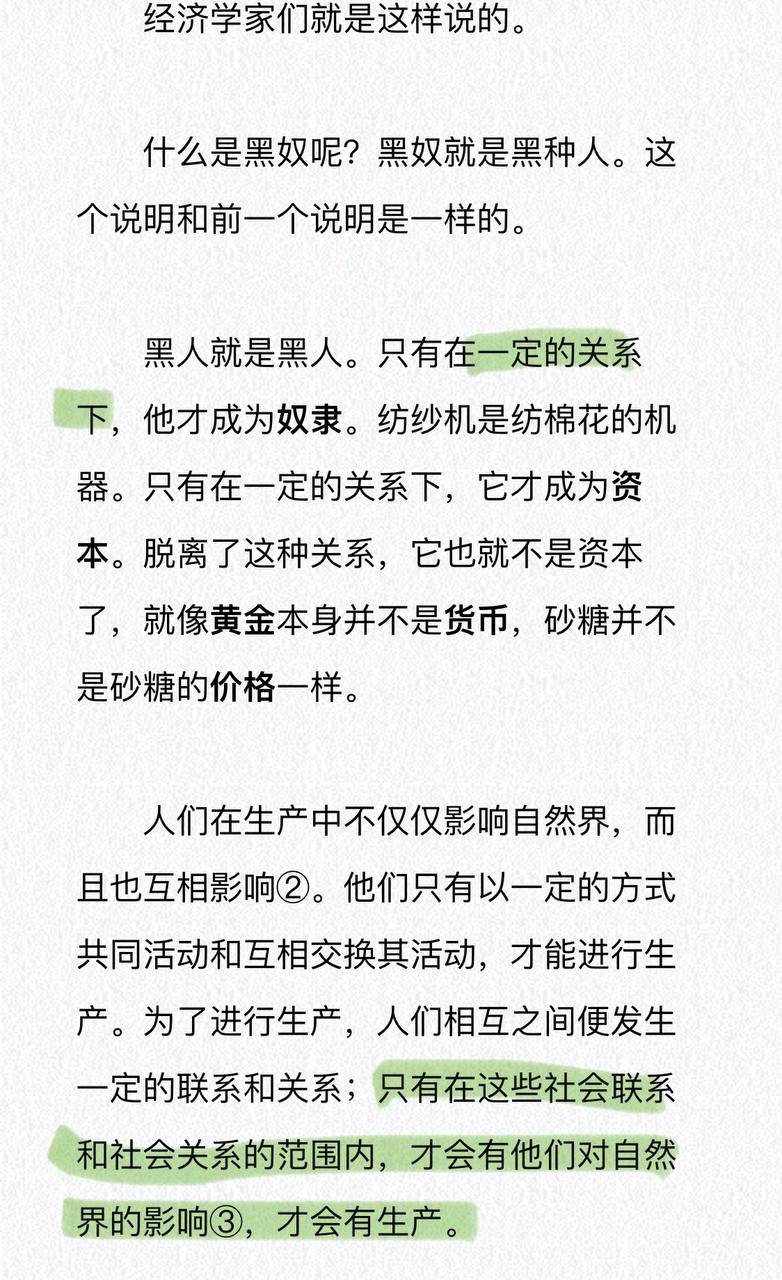 经济学家们就是这样说的。
什么是黑奴呢？黑奴就是黑种人。这
个说明和前一个说明是一样的。
黑人就是黑人。只有在一定的关系
下，他才成为奴隶。纺纱机是纺棉花的机
器。只有在一定的关系下，它才成为资
本。脱离了这种关系，它也就不是资本
了，就像黄金本身并不是货币，砂糖并不
是砂糖的价格一样。
人们在生产中不仅仅影响自然界，而
且也互相影响②。他们只有以一定的方式
共同活动和互相交换其活动，才能进行生
产。为了进行生产，人们相互之间便发生
一定的联系和关系；只有在这些社会联系
和社会关系的范围内，才会有他们对自然
界的影响③，才会有生产。